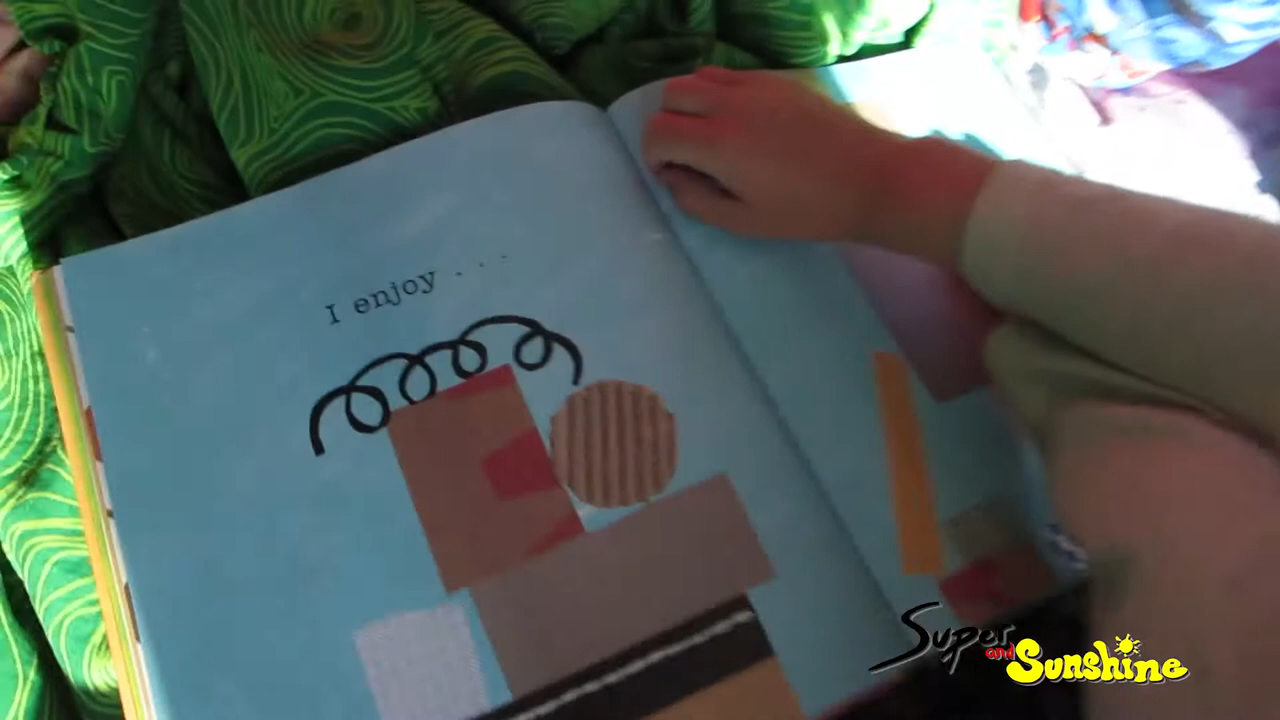 I enjoy . . .
Super
and
Sunshine